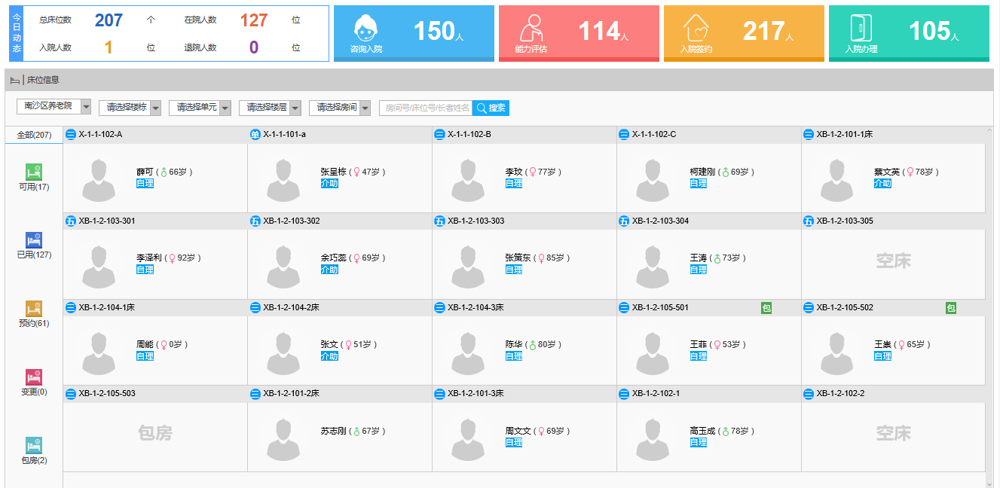 今日动态
总床位数 207 个 在院人数 127 位
入院人数 1 位 退院人数 0 位
150人
咨询入院
114人
能力评估
217人
入院签约
105人
入院办理
床位信息
南沙区养老院 请选择楼栋 请选择单元 请选择楼层 请选择房间 房间号/床位号/长者姓名 搜索
全部(207)
可用(17)
已用(127)
预约(61)
变更(0)
包房(2)
三 X-1-1-102-A 单 X-1-1-101-a 三 X-1-1-102-B 三 X-1-1-102-C 三 XB-1-2-101-1床
薛可 ( ♂ 66岁 ) 张呈栋 ( ♀ 47岁 ) 李玟 ( ♀ 77岁 ) 柯建刚 ( ♂ 69岁 ) 蔡文英 ( ♀ 78岁 )
自理 介助 自理 自理 介助
五 XB-1-2-103-301 五 XB-1-2-103-302 五 XB-1-2-103-303 五 XB-1-2-103-304 五 XB-1-2-103-305
李泽利 ( ♀ 92岁 ) 余巧蕊 ( ♀ 69岁 ) 张策东 ( ♀ 85岁 ) 王涛 ( ♂ 73岁 ) 空床
自理 介助 自理 自理
三 XB-1-2-104-1床 三 XB-1-2-104-2床 三 XB-1-2-104-3床 三 XB-1-2-105-501 包 三 XB-1-2-105-502 包
周能 ( ♀ 0岁 ) 张文 ( ♀ 51岁 ) 陈华 ( ♂ 80岁 ) 王菲 ( ♀ 53岁 ) 王 ( ♀ 65岁 )
自理 介助 自理 自理 自理
三 XB-1-2-105-503 三 XB-1-2-101-2床 三 XB-1-2-101-3床 三 XB-1-2-102-1 三 XB-1-2-102-2
包房 苏志刚 ( ♂ 67岁 ) 周文文 ( ♀ 69岁 ) 高玉成 ( ♂ 78岁 ) 空床
自理 自理